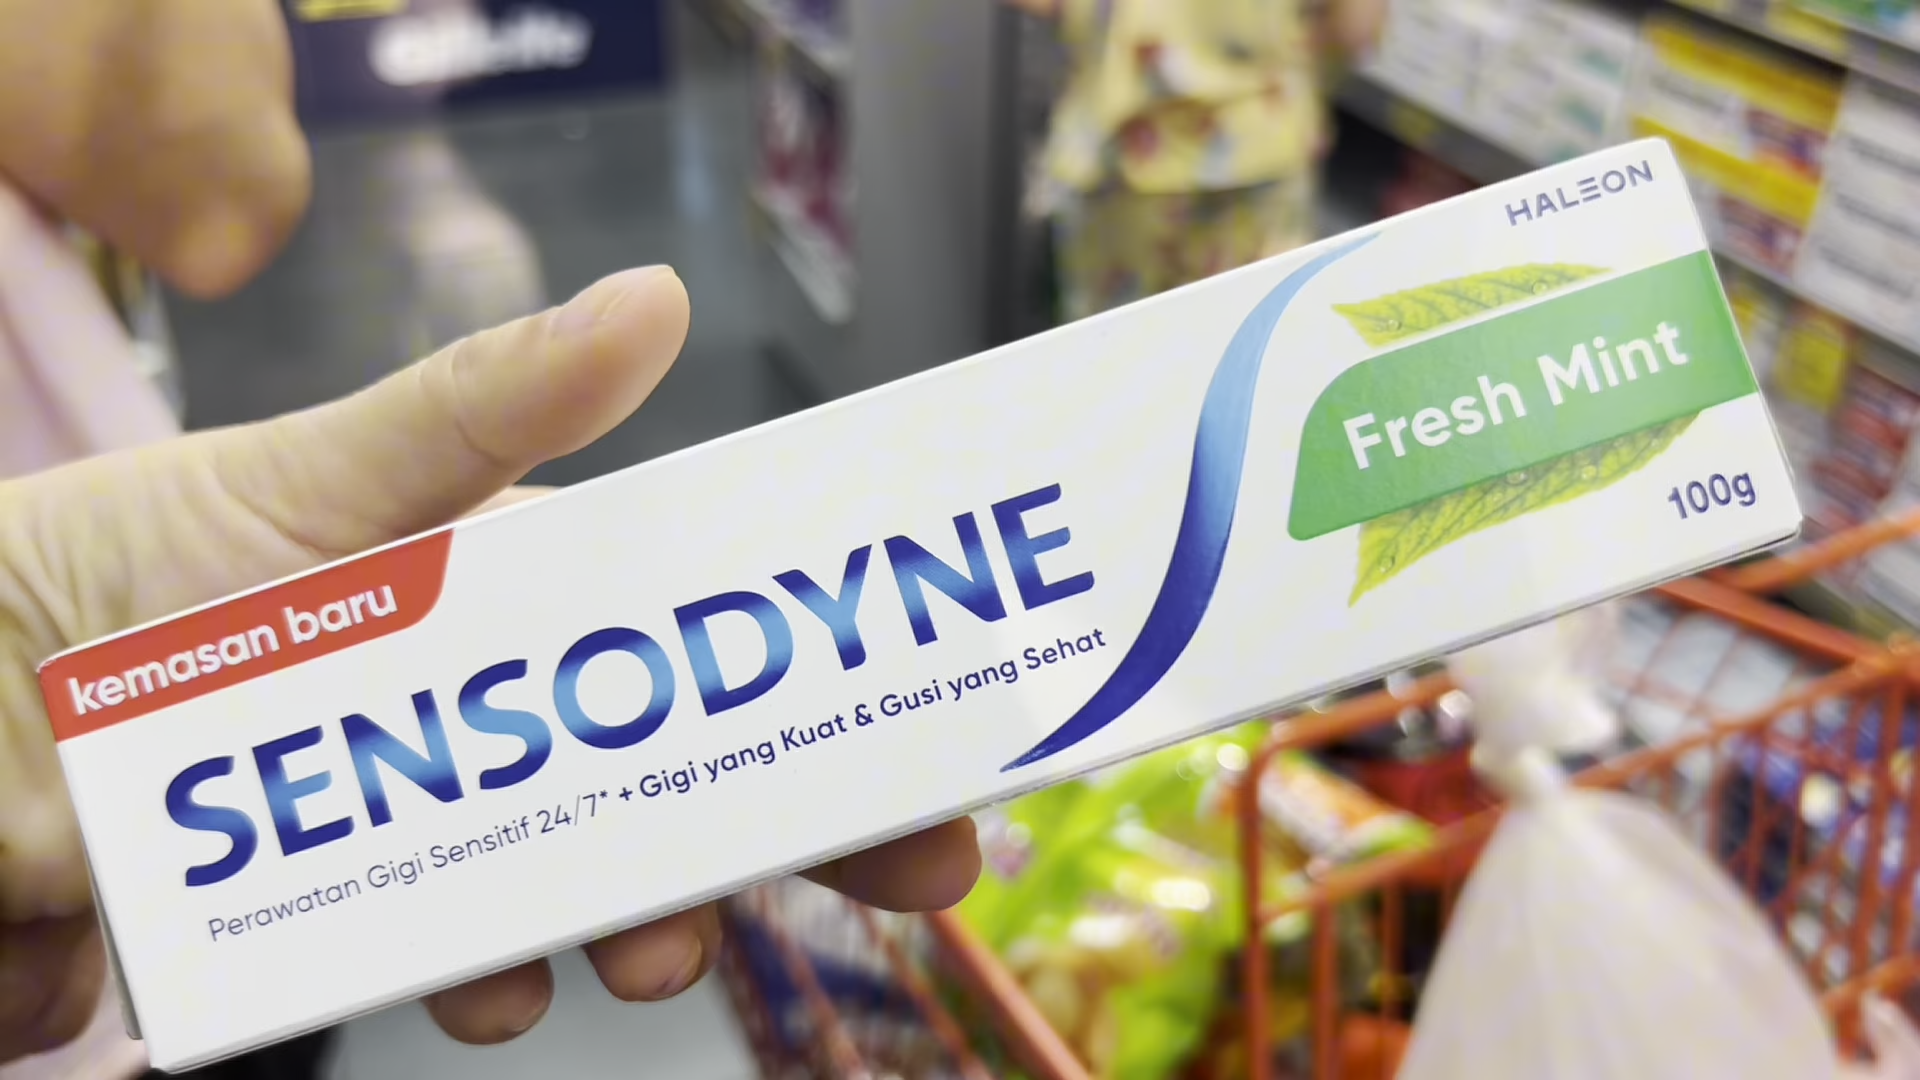 HALEON
Fresh Mint
100g
kemasan baru
SENSODYNE
Perawatan Gigi Sensitif 24/7* + Gigi yang Kuat & Gusi yang Sehat